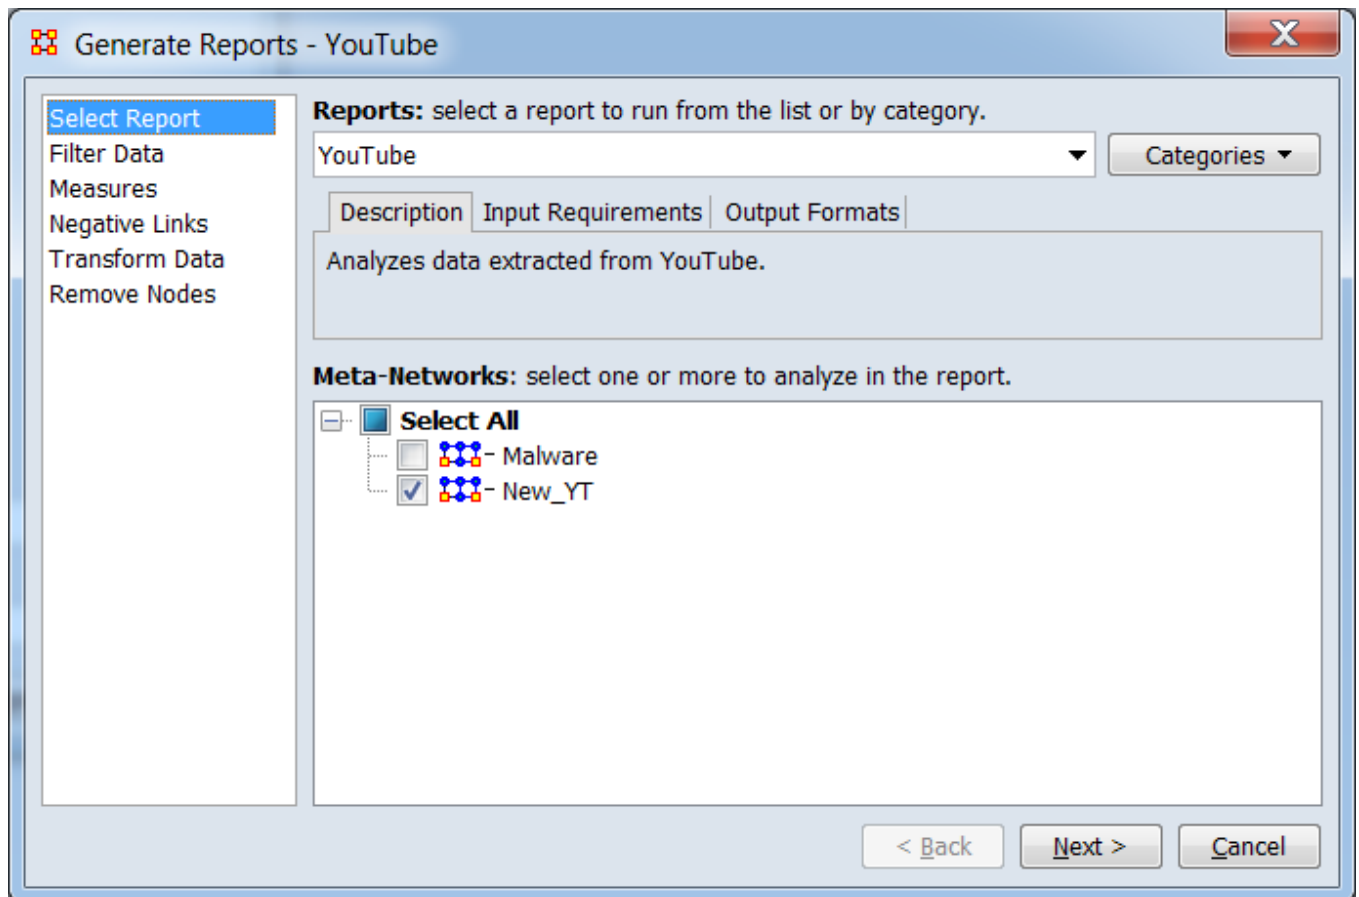 Generate Reports - YouTube
Select Report
Filter Data
Measures
Negative Links
Transform Data
Remove Nodes
Reports: select a report to run from the list or by category.
YouTube
Categories
Description Input Requirements Output Formats
Analyzes data extracted from YouTube.
Meta-Networks: select one or more to analyze in the report.
Select All
Malware
New_YT
< Back Next > Cancel